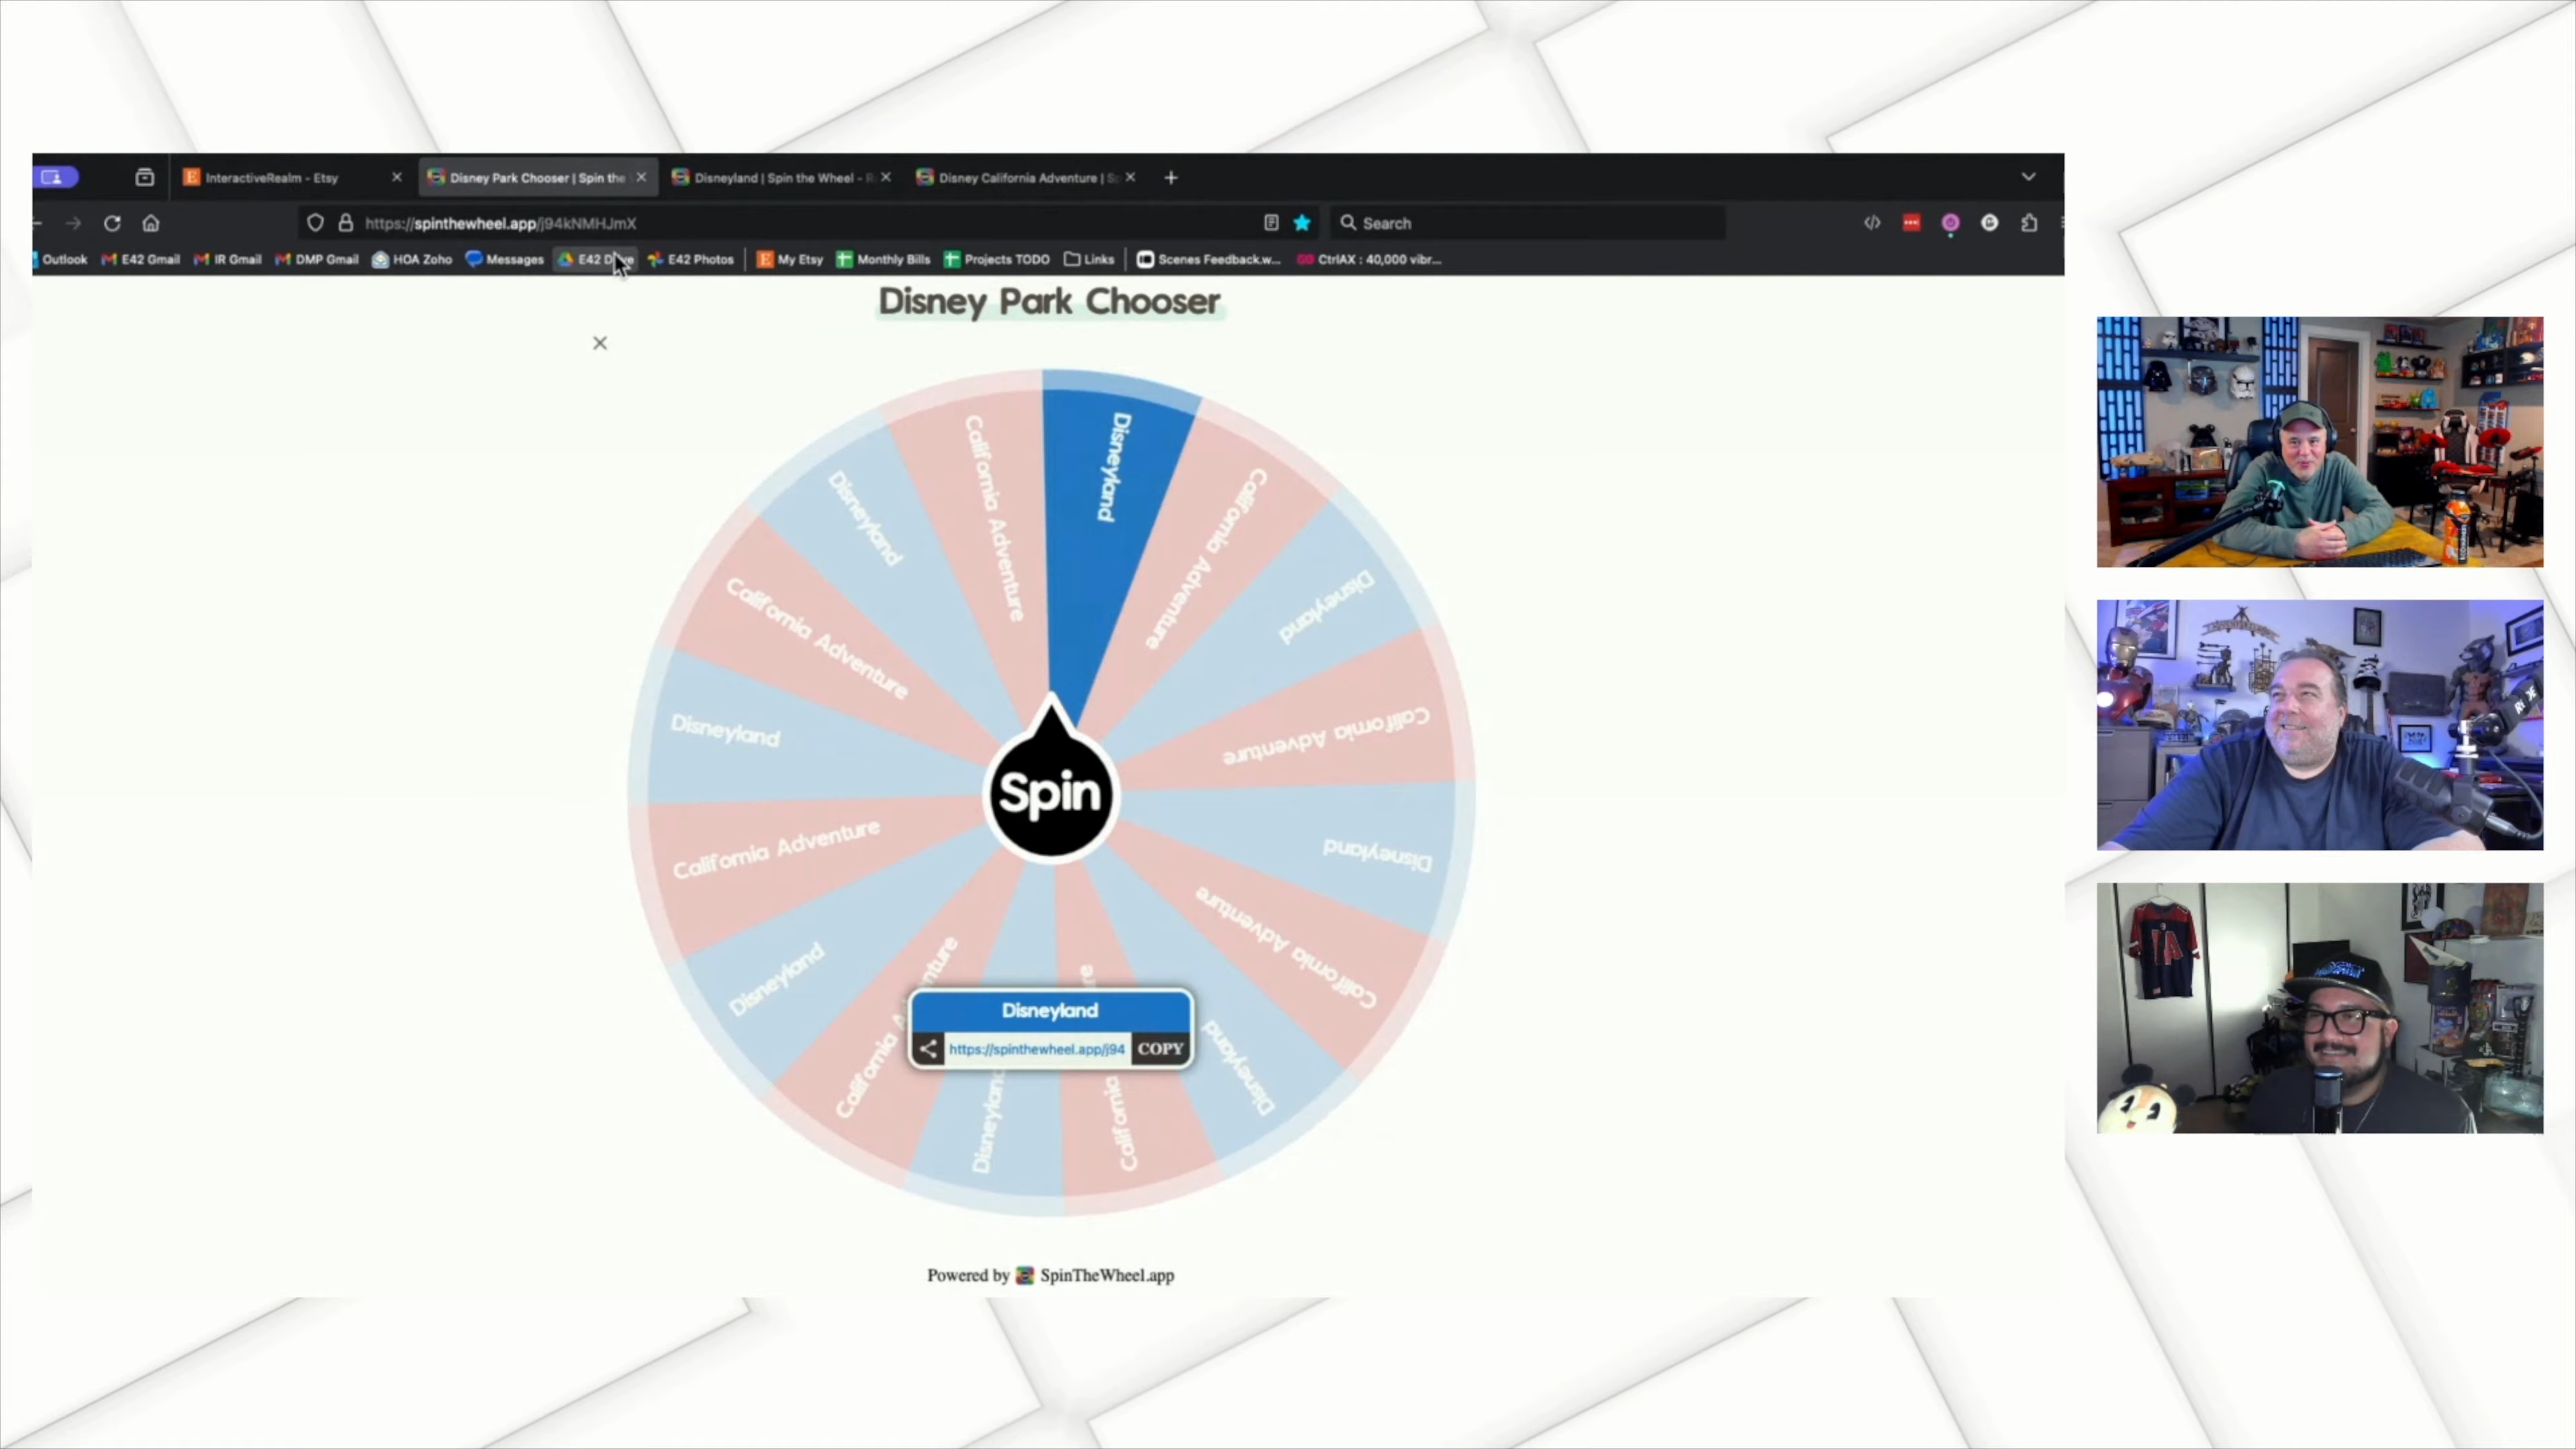 InteractiveRealm - Etsy
Disney Park Chooser | Spin the
Disneyland | Spin the Wheel - R
Disney California Adventure | S
https://spinthewheel.app/j94kNMHJmX
Search
Outlook
E42 Gmail
IR Gmail
DMP Gmail
HOA Zoho
Messages
E42
E42 Photos
My Etsy
Monthly Bills
Projects TODO
Links
Scenes Feedback.w...
CtrlAX : 40,000 vibr...
Disney Park Chooser
Disneyland
California Adventure
Disneyland
California Adventure
Disneyland
California Adventure
Disneyland
California
Disneyland
California
Disneyland
California Adventure
Disneyland
California Adventure
Disneyland
California Adventure
Spin
Disneyland
https://spinthewheel.app/j94
COPY
Powered by SpinTheWheel.app